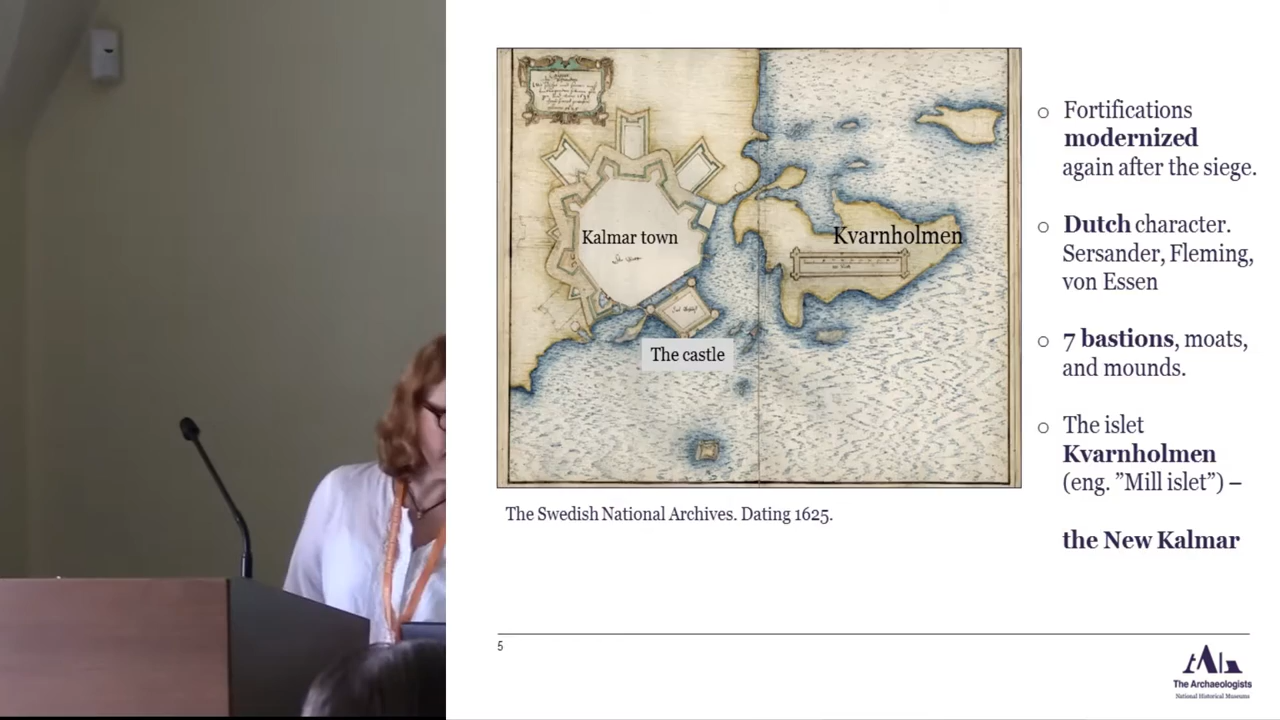 Kalmar town
Kvarnholmen
The castle
The Swedish National Archives. Dating 1625.
○ Fortifications
modernized
again after the siege.
○ Dutch character.
Sersander, Fleming,
von Essen
○ 7 bastions, moats,
and mounds.
○ The islet
Kvarnholmen
(eng. ”Mill islet”) –
the New Kalmar
5
The Archaeologists
National Historical Museums